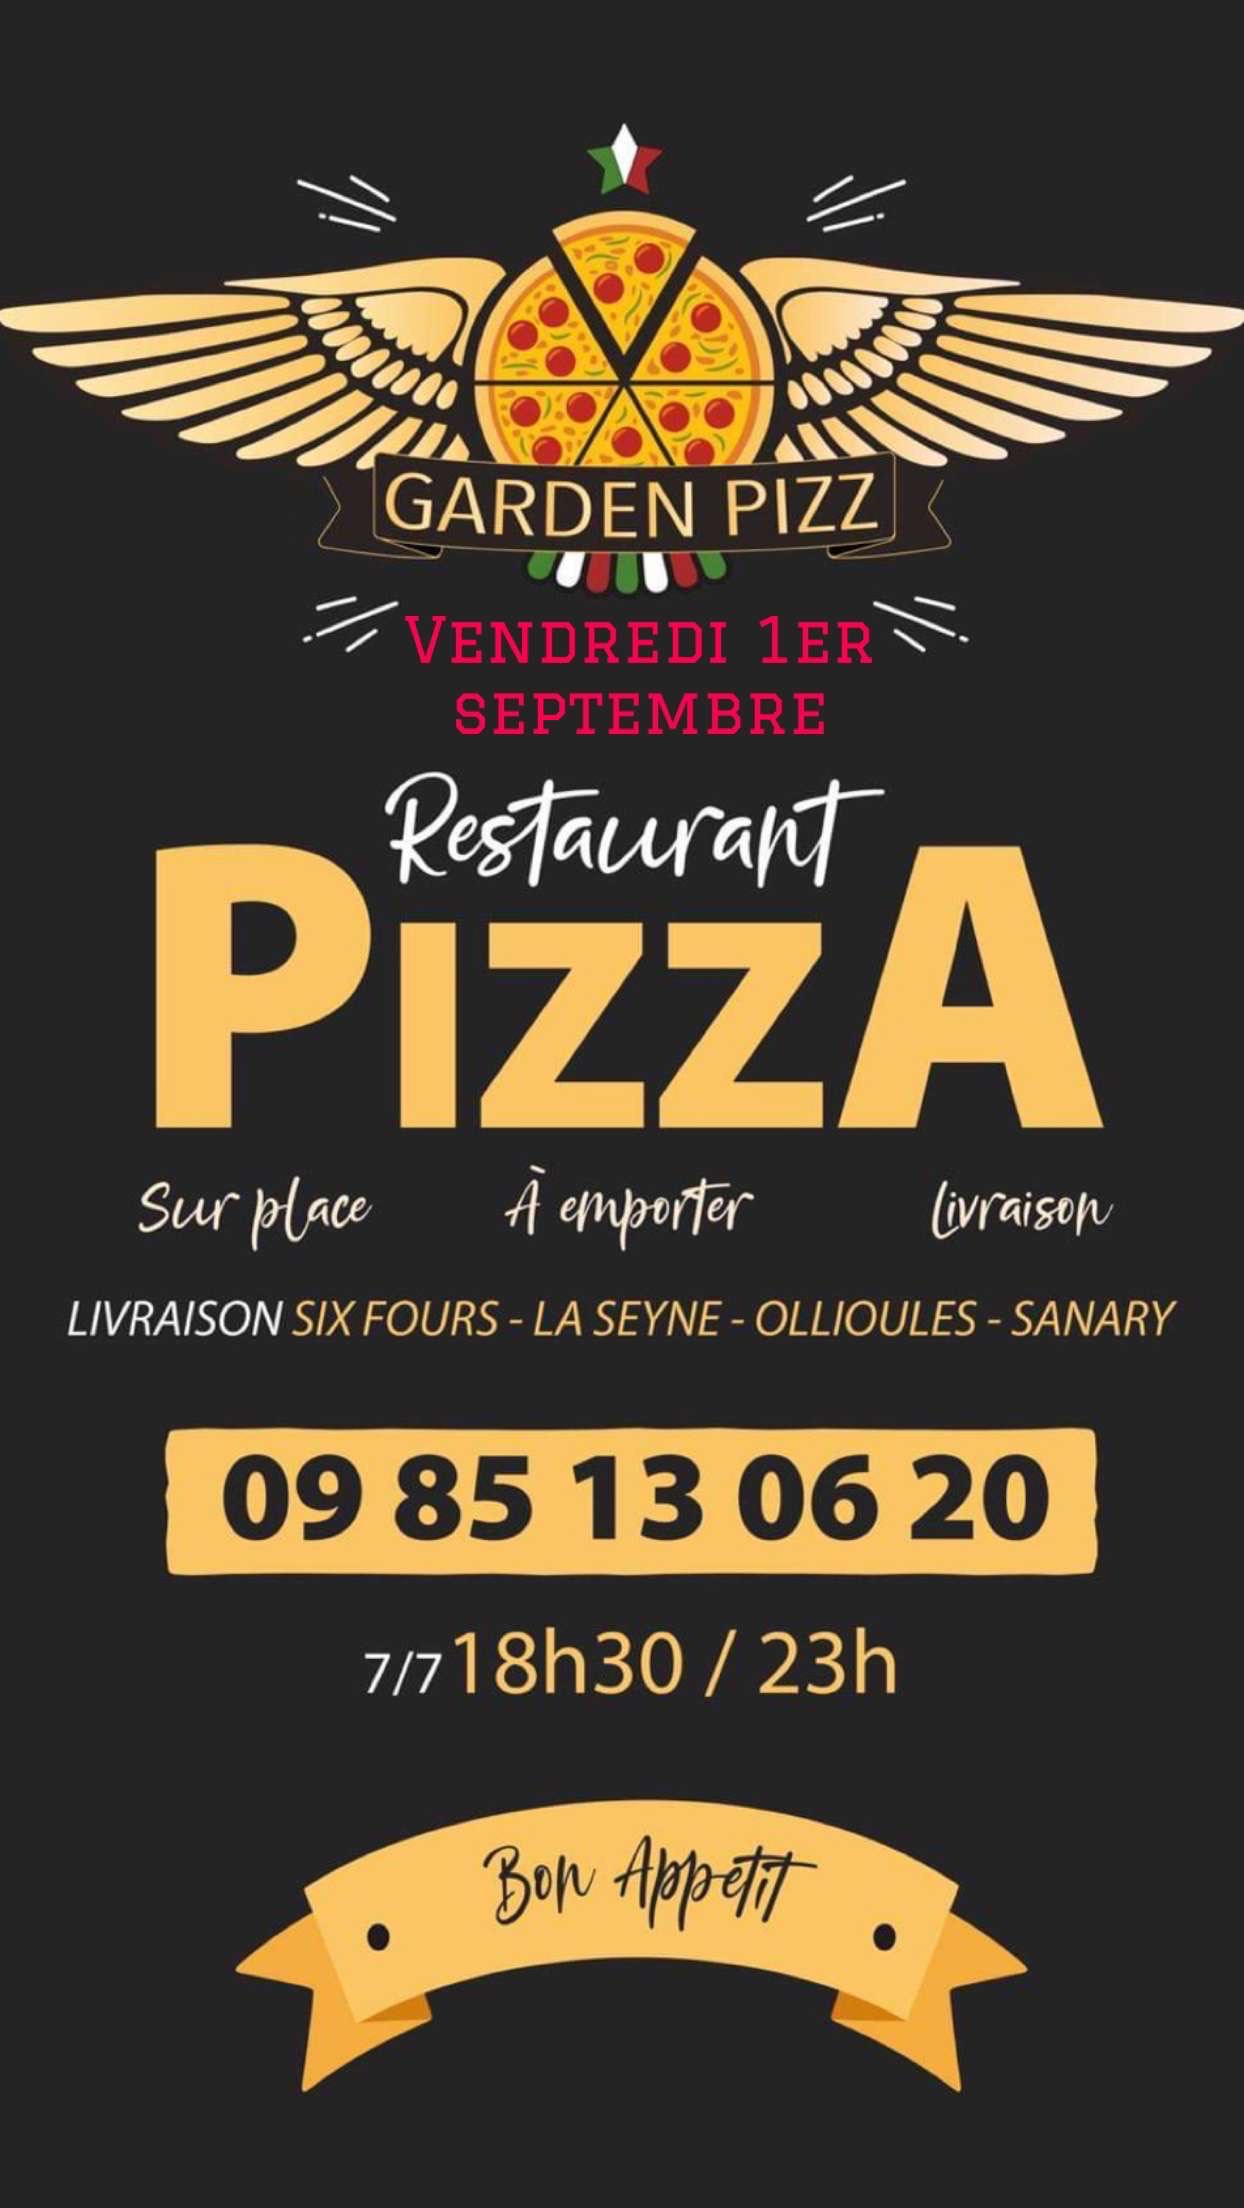 GARDEN PIZZ
VENDREDI 1ER
SEPTEMBRE
Restaurant
PIZZA
Sur place À emporter Livraison
LIVRAISON SIX FOURS - LA SEYNE - OLLIOULES - SANARY
09 85 13 06 20
7/7 18h30 / 23h
Bon Appetit